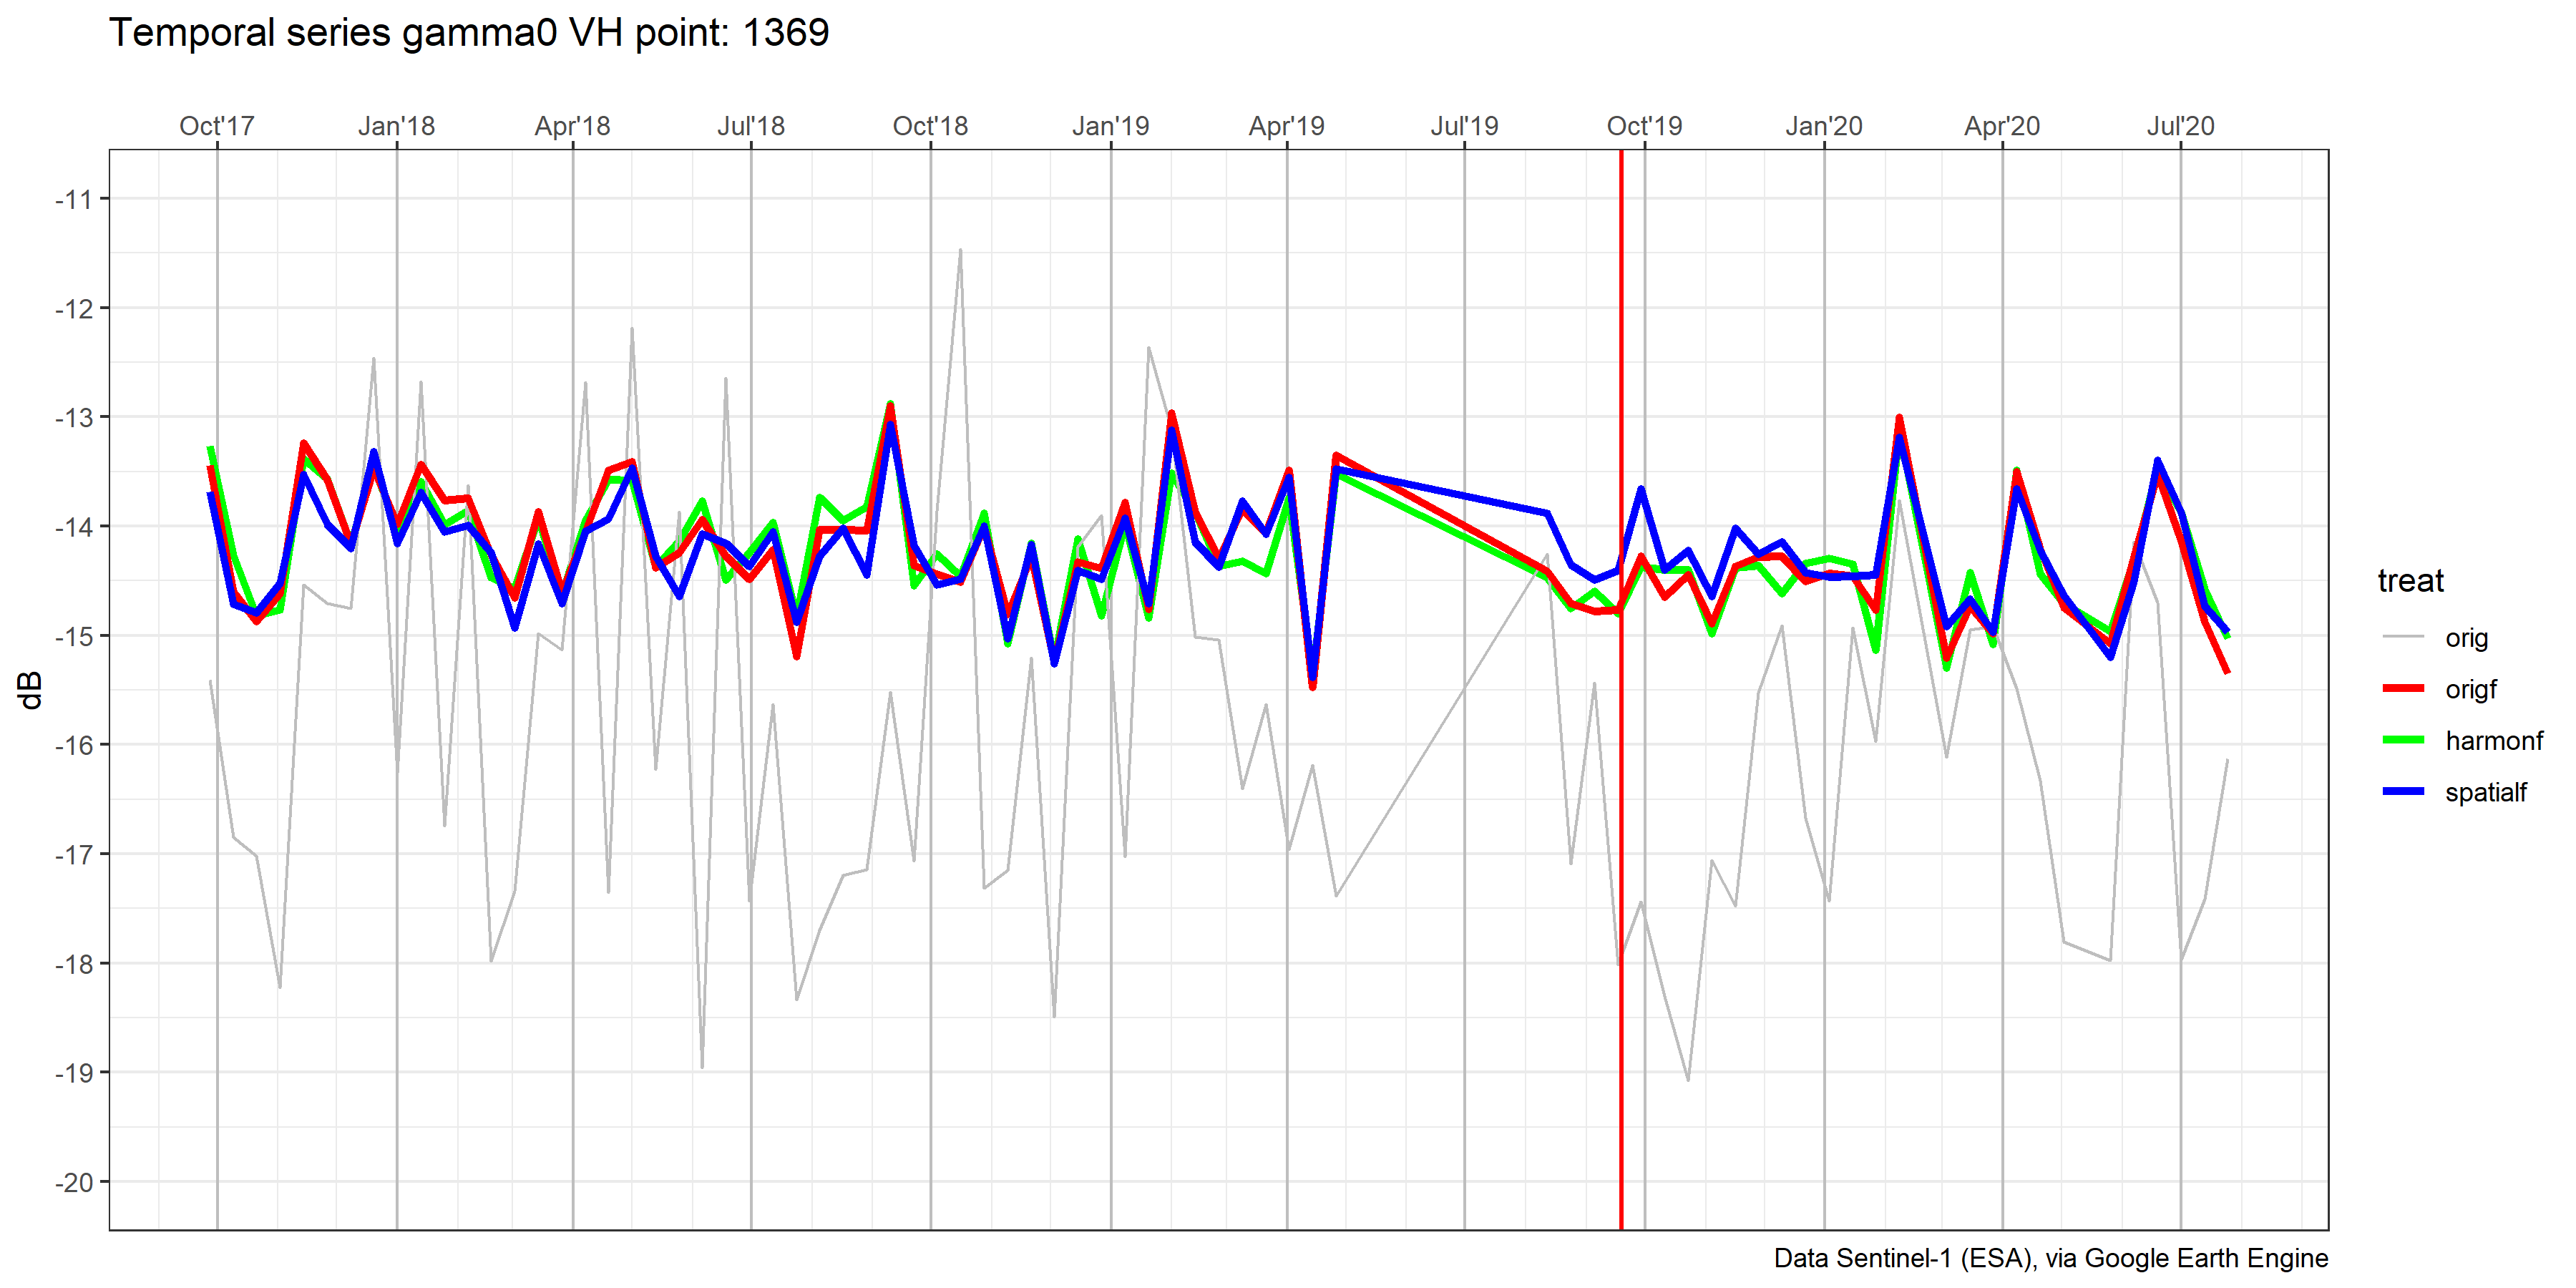 Temporal series gamma0 VH point: 1369
Oct'17 Jan'18 Apr'18 Jul'18 Oct'18 Jan'19 Apr'19 Jul'19 Oct'19 Jan'20 Apr'20 Jul'20
-11
-12
-13
-14
-15
-16
-17
-18
-19
-20
dB
treat
orig
origf
harmonf
spatialf
Data Sentinel-1 (ESA), via Google Earth Engine